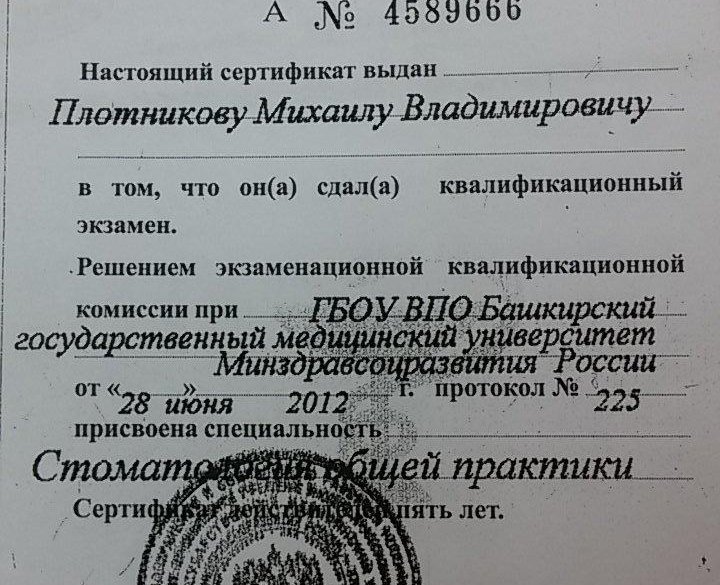 А № 4589666
Настоящий сертификат выдан
Плотникову Михаилу Владимировичу
в том, что он(а) сдал(а) квалификационный
экзамен.
Решением экзаменационной квалификационной
комиссии при ГБОУ ВПО Башкирский
государственный медицинский университет
Минздравсоцразвития России
от «28 июня» 2012 г. протокол № 225
присвоена специальность
Стоматология общей практики
Сертификат действителен пять лет.